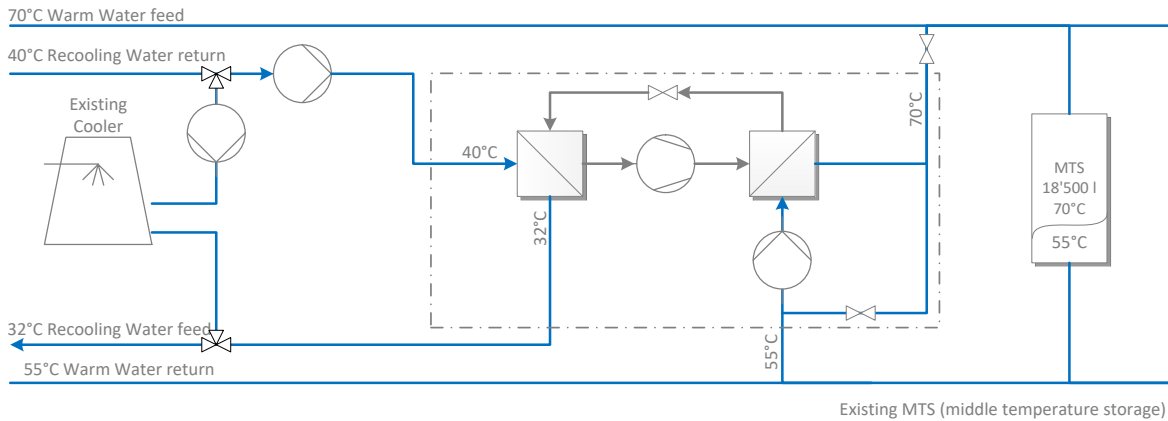 70°C Warm Water feed
40°C Recooling Water return
Existing
Cooler
40°C
32°C
70°C
55°C
MTS
18'500 l
70°C
55°C
32°C Recooling Water feed
55°C Warm Water return
Existing MTS (middle temperature storage)